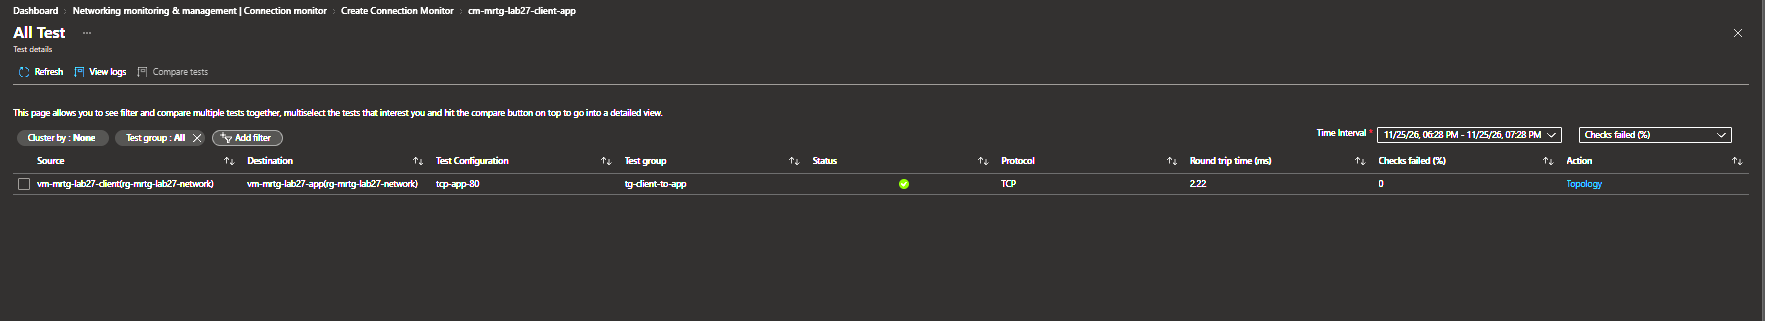 Dashboard > Networking monitoring & management | Connection monitor > Create Connection Monitor > cm-mrtg-lab27-client-app
All Test ...
Test details
Refresh View logs Compare tests
This page allows you to see filter and compare multiple tests together, multiselect the tests that interest you and hit the compare button on top to go into a detailed view.
Cluster by : None Test group : All Add filter Time Interval * 11/25/26, 06:28 PM - 11/25/26, 07:28 PM Checks failed (%)
Source Destination Test Configuration Test group Status Protocol Round trip time (ms) Checks failed (%) Action
vm-mrtg-lab27-client(rg-mrtg-lab27-network) vm-mrtg-lab27-app(rg-mrtg-lab27-network) tcp-app-80 tg-client-to-app TCP 2.22 0 Topology